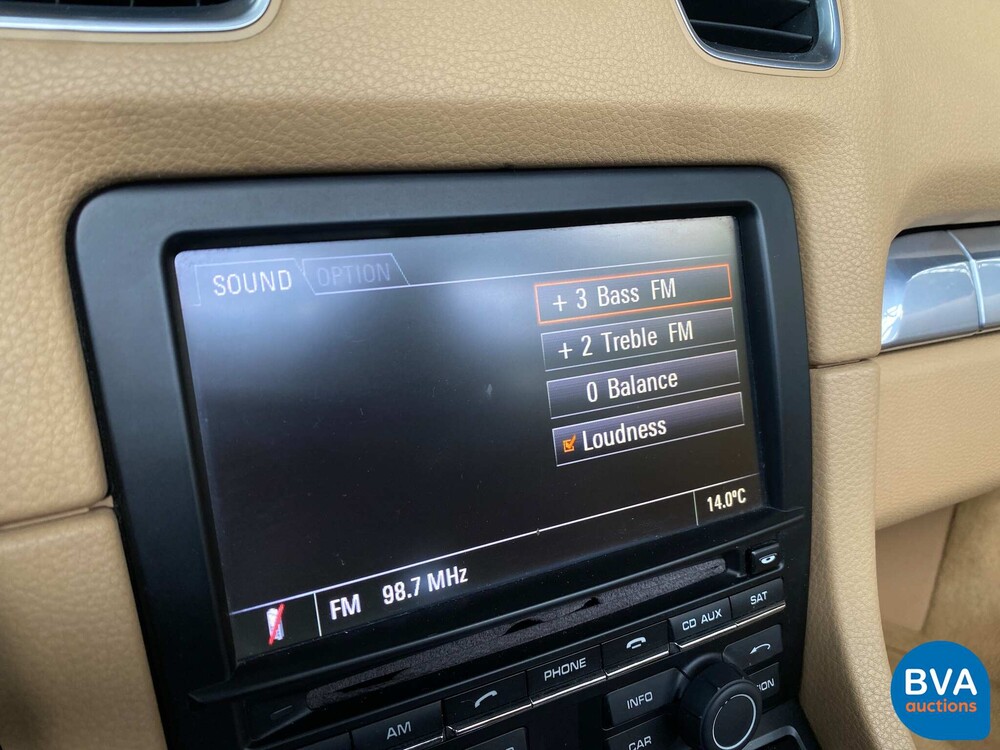 SOUND OPTION
+ 3 Bass FM
+ 2 Treble FM
0 Balance
Loudness
14.0°C
FM 98.7 MHz
AM
PHONE
CD AUX
SAT
INFO
CAR
BVA
auctions